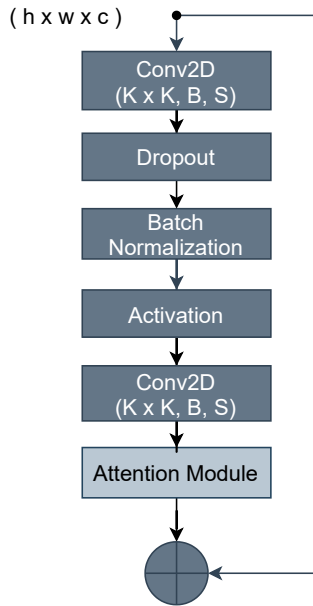 ( h x w x c )
Conv2D
(K x K, B, S)
Dropout
Batch
Normalization
Activation
Conv2D
(K x K, B, S)
Attention Module